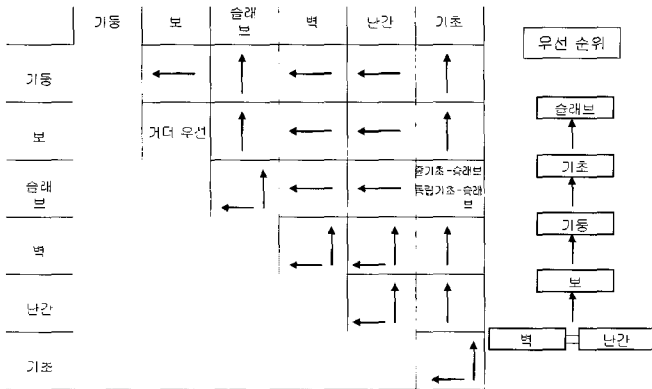 기둥 보 슬래 벽 난간 기초
브
우선 순위
기둥
슬래브
보
거더 우선
기초
슬래
브
줄기초-슬래브
독립기초-슬래
브
기둥
벽
보
난간
벽
난간
기초